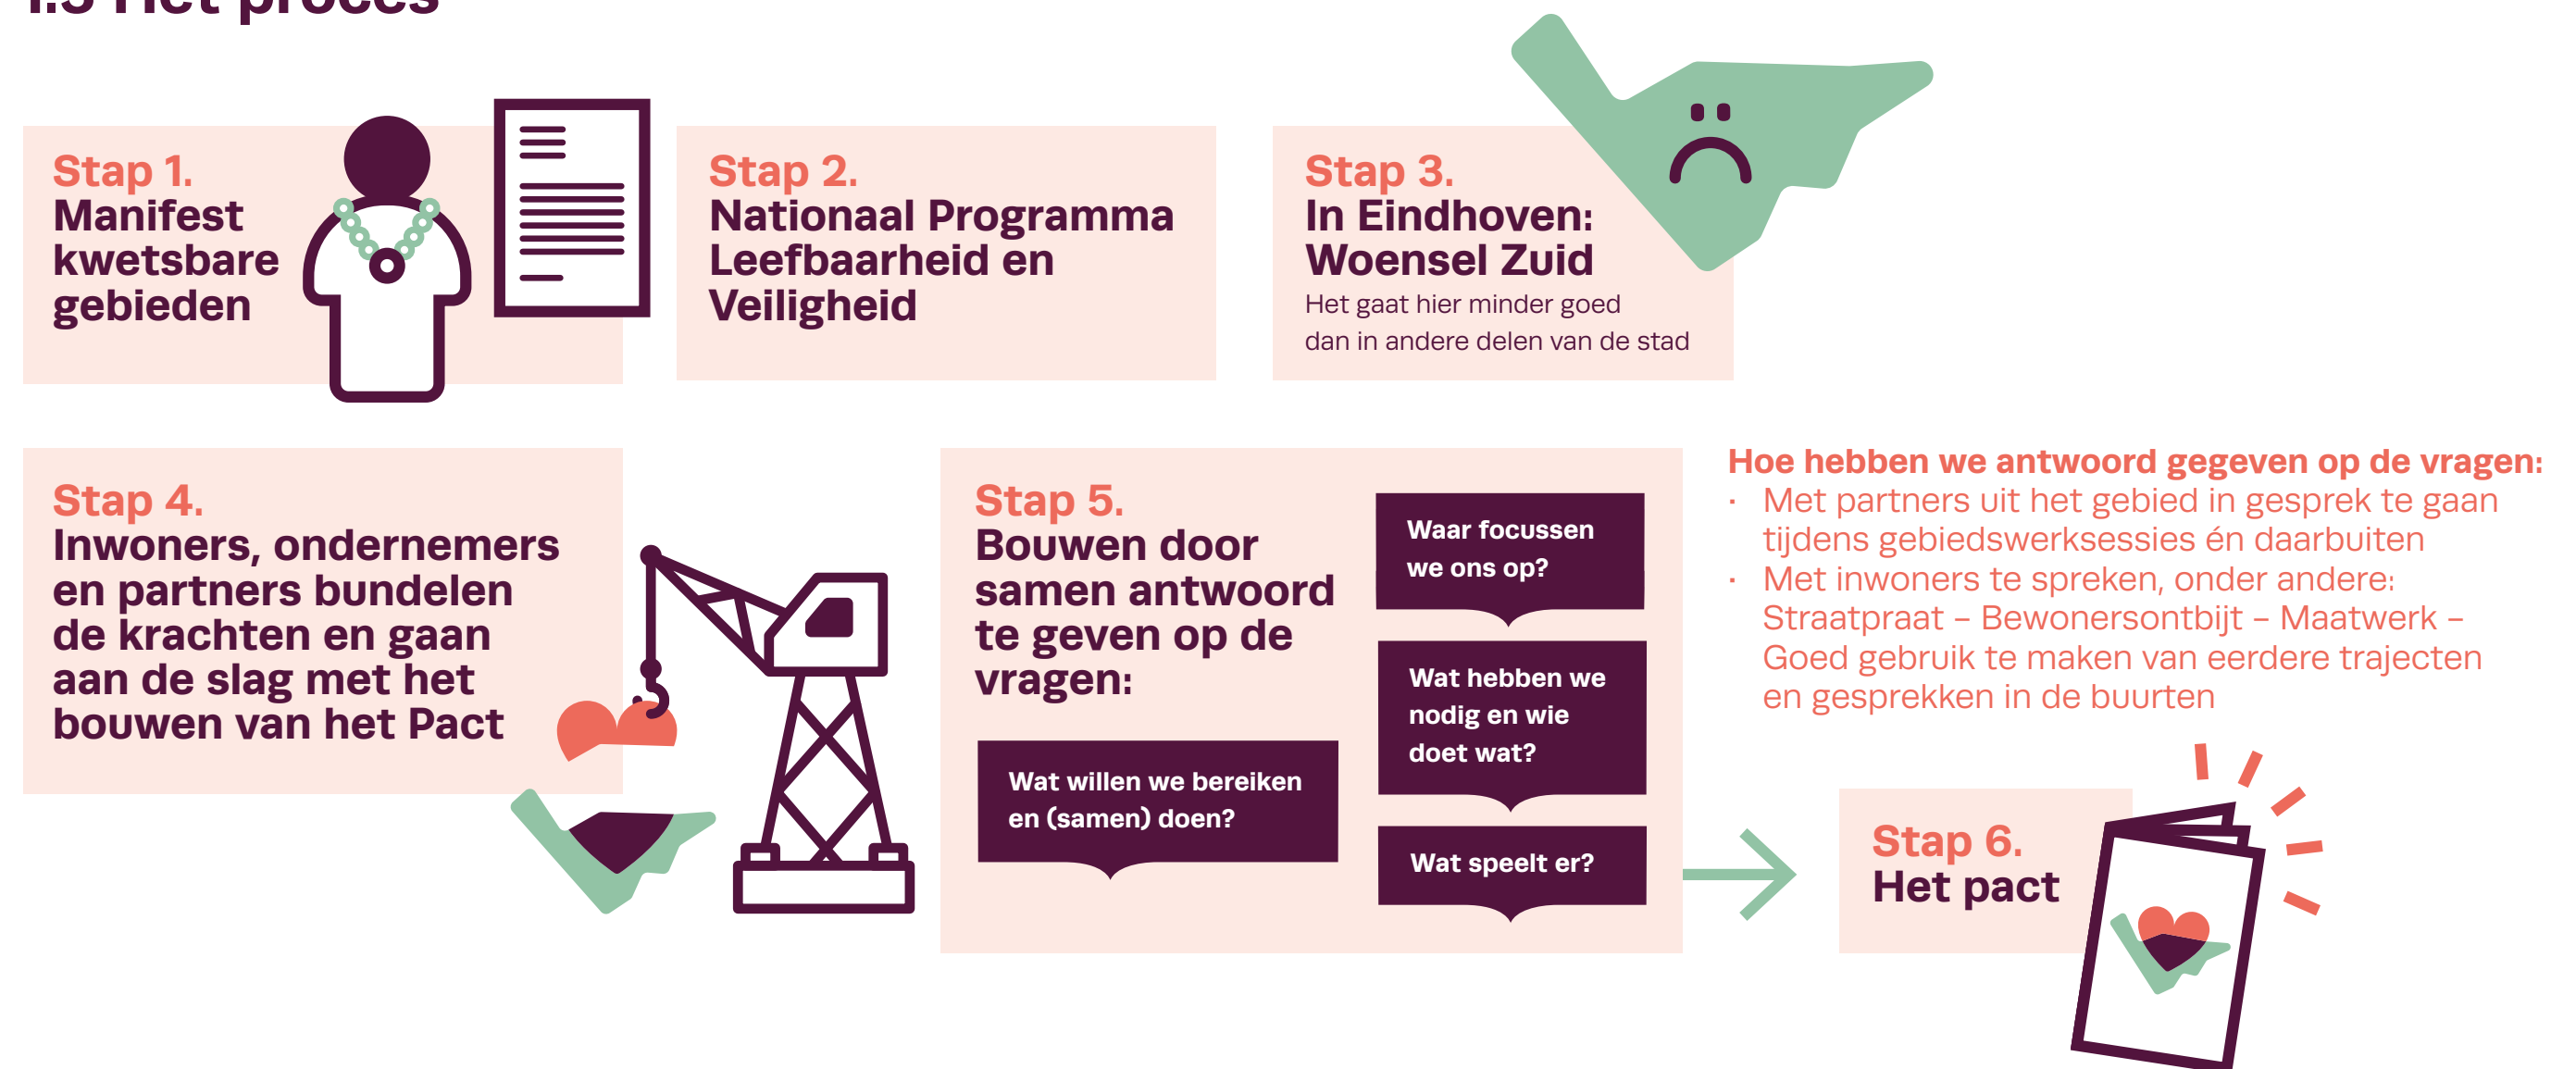 1.3 Het proces
Stap 1.
Manifest
kwetsbare
gebieden
Stap 2.
Nationaal Programma
Leefbaarheid en
Veiligheid
Stap 3.
In Eindhoven:
Woensel Zuid
Het gaat hier minder goed
dan in andere delen van de stad
Stap 4.
Inwoners, ondernemers
en partners bundelen
de krachten en gaan
aan de slag met het
bouwen van het Pact
Stap 5.
Bouwen door
samen antwoord
te geven op de
vragen:
Wat willen we bereiken
en (samen) doen?
Waar focussen
we ons op?
Wat hebben we
nodig en wie
doet wat?
Wat speelt er?
Hoe hebben we antwoord gegeven op de vragen:
· Met partners uit het gebied in gesprek te gaan
tijdens gebiedswerksessies én daarbuiten
· Met inwoners te spreken, onder andere:
Straatpraat – Bewonersontbijt – Maatwerk –
Goed gebruik te maken van eerdere trajecten
en gesprekken in de buurten
Stap 6.
Het pact